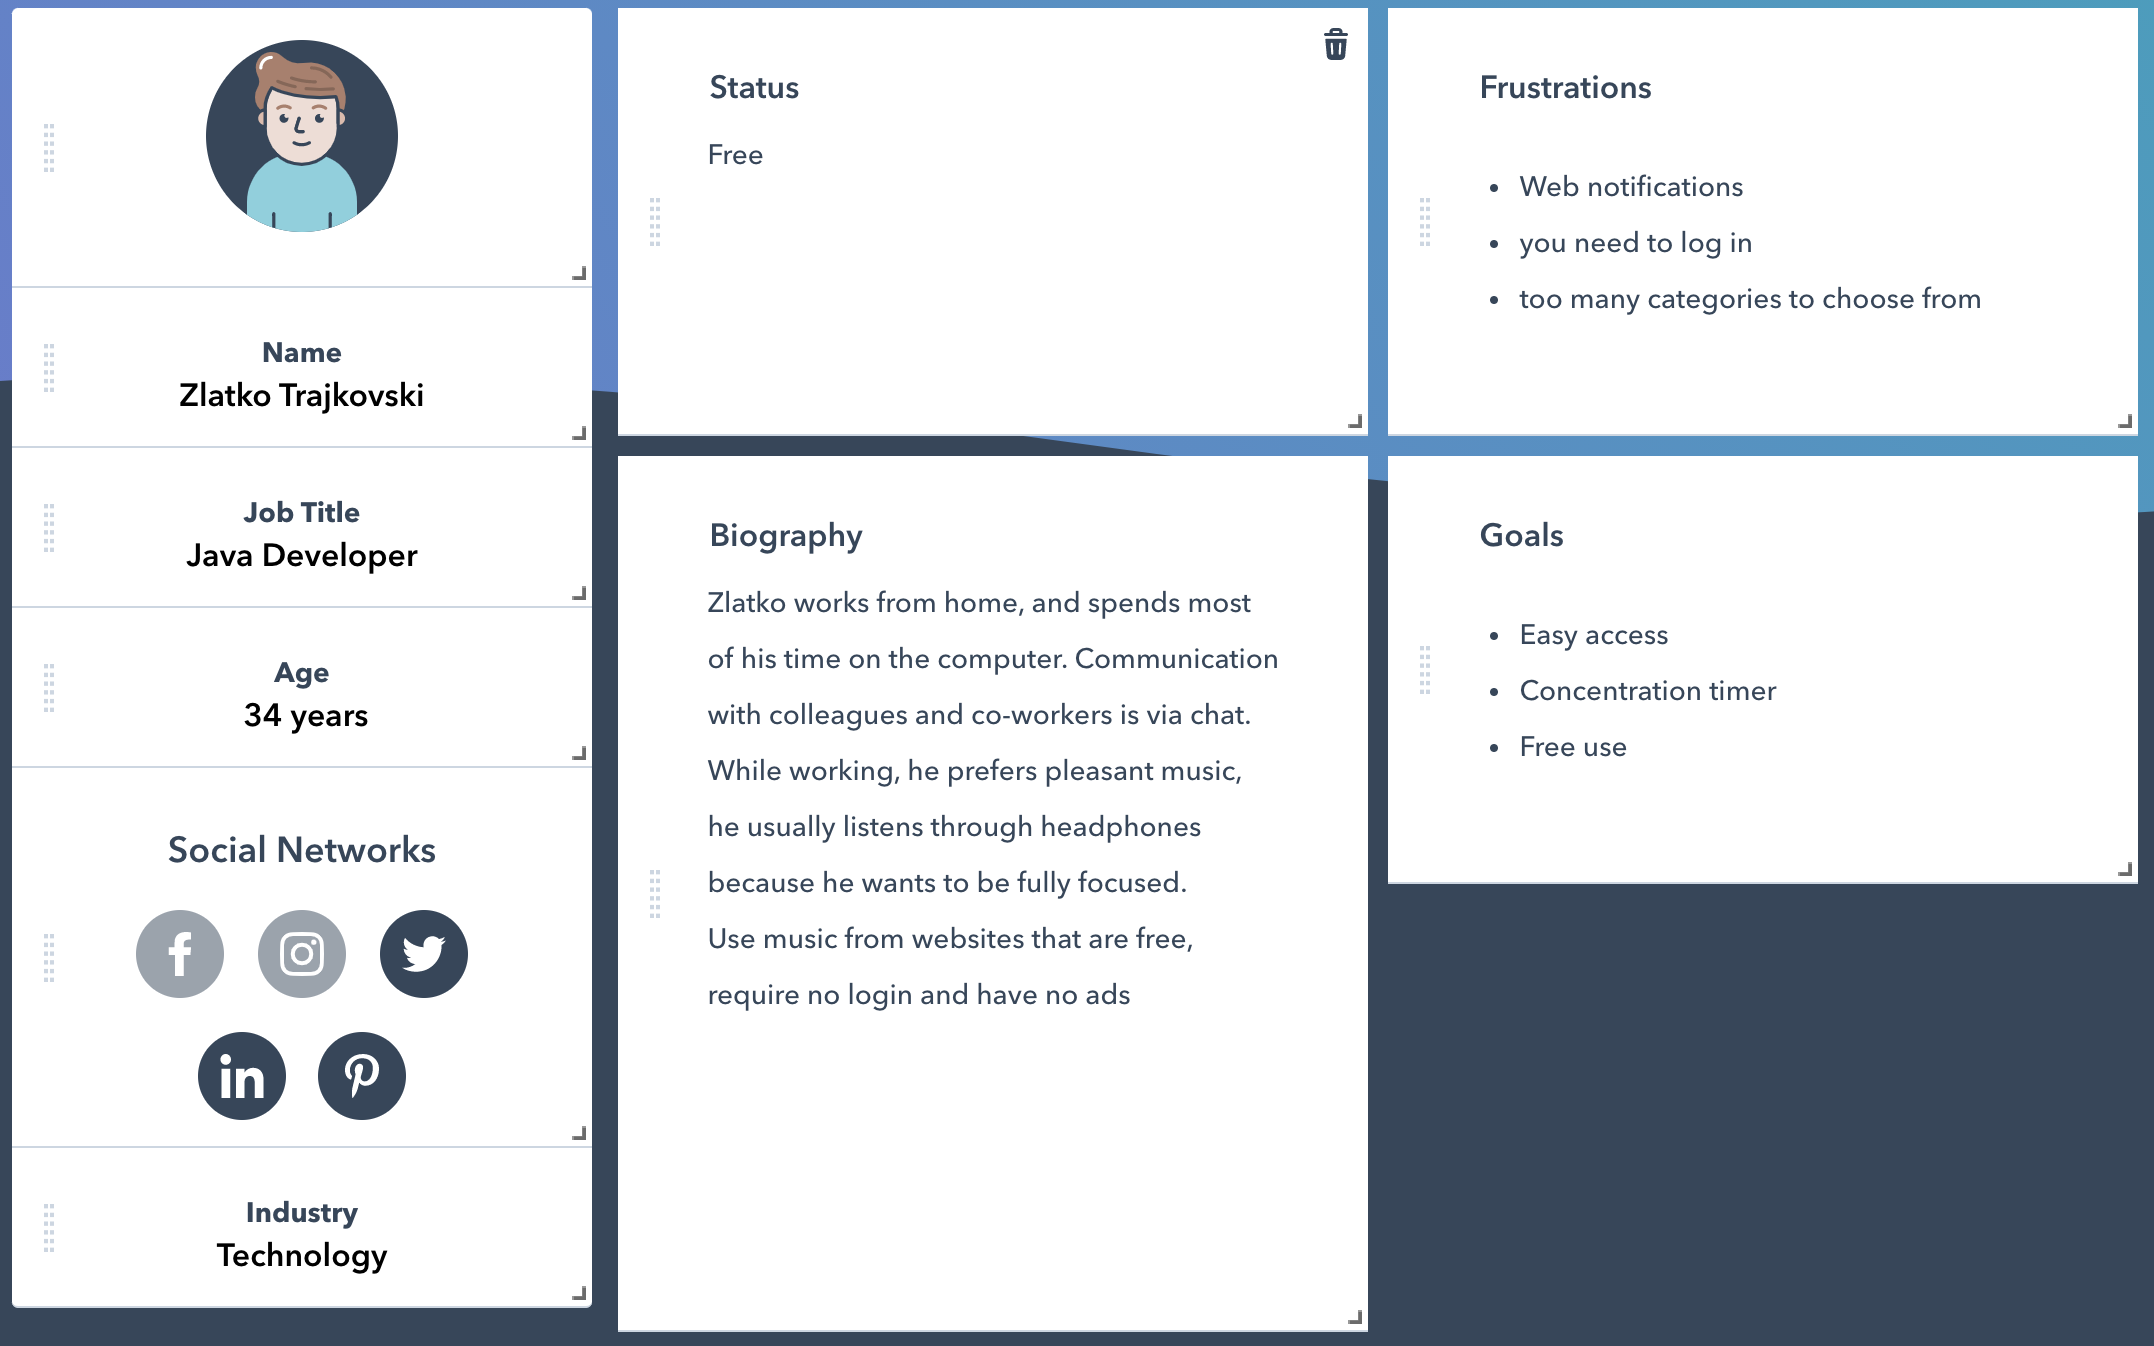 Name
Zlatko Trajkovski
Job Title
Java Developer
Age
34 years
Social Networks
Industry
Technology
Status
Free
Biography
Zlatko works from home, and spends most
of his time on the computer. Communication
with colleagues and co-workers is via chat.
While working, he prefers pleasant music,
he usually listens through headphones
because he wants to be fully focused.
Use music from websites that are free,
require no login and have no ads
Frustrations
• Web notifications
• you need to log in
• too many categories to choose from
Goals
• Easy access
• Concentration timer
• Free use